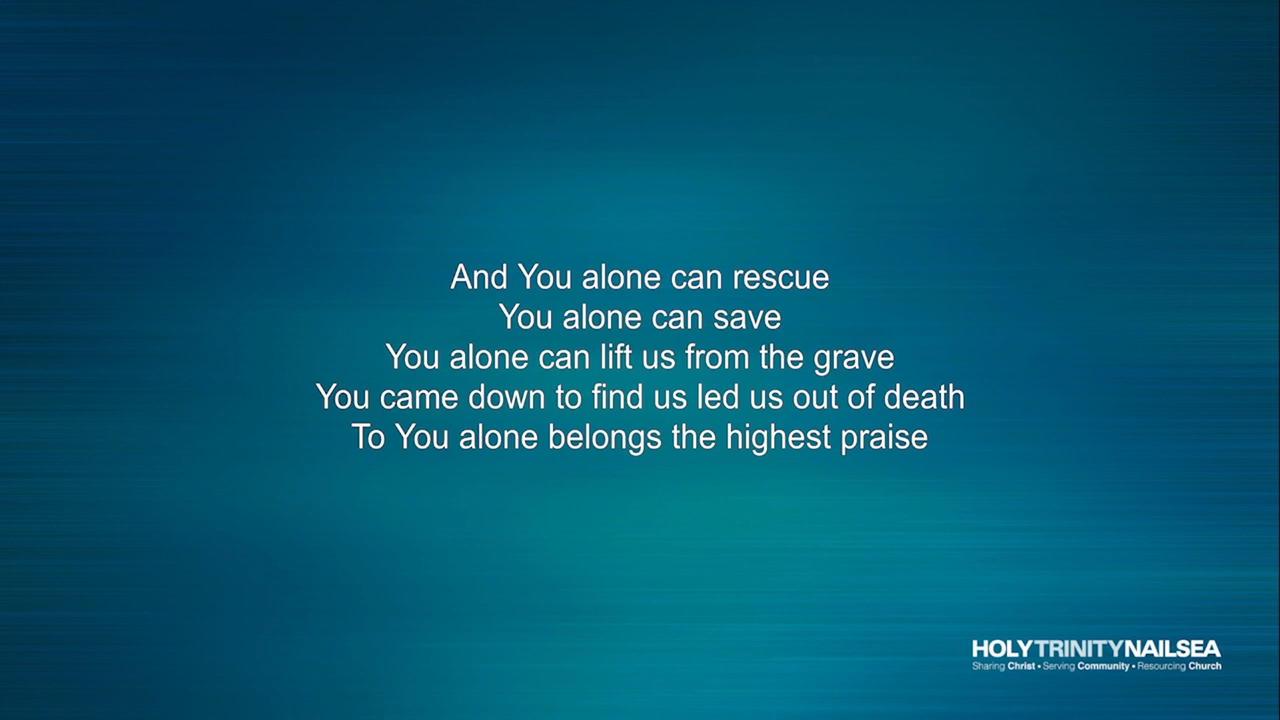 And You alone can rescue
You alone can save
You alone can lift us from the grave
You came down to find us led us out of death
To You alone belongs the highest praise
HOLYTRINITYNAILSEA
Sharing Christ • Serving Community • Resourcing Church